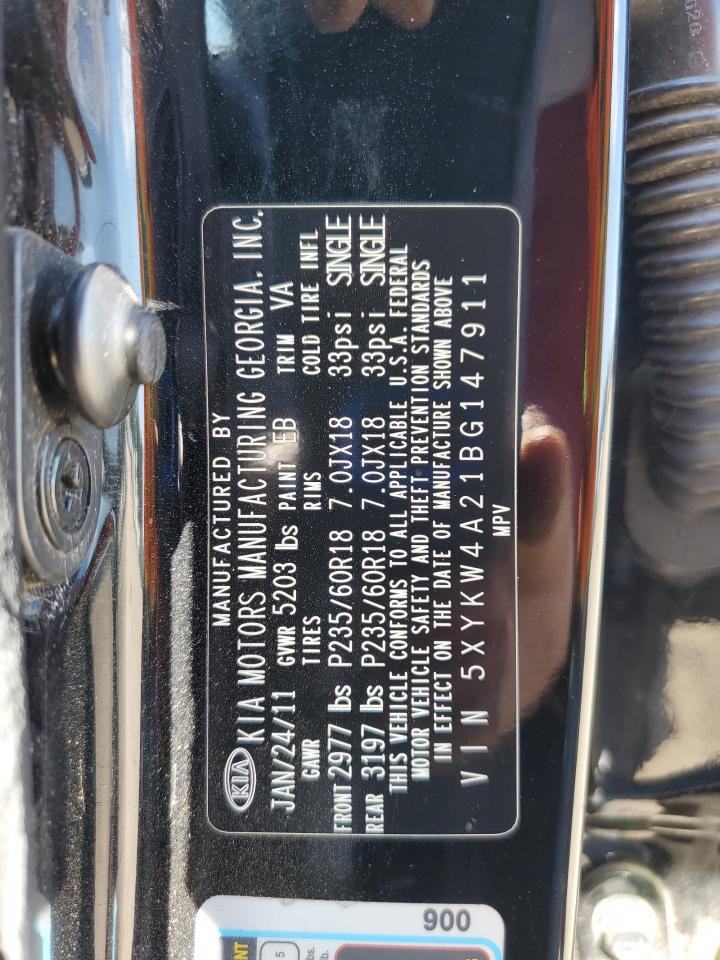 MANUFACTURED BY
KIA KIA MOTORS MANUFACTURING GEORGIA, INC.
JAN/24/11 GVWR 5203 lbs PAINT EB TRIM VA
GAWR TIRES RIMS COLD TIRE INFL
FRONT 2977 lbs P235/60R18 7.0JX18 33psi SINGLE
REAR 3197 lbs P235/60R18 7.0JX18 33psi SINGLE
THIS VEHICLE CONFORMS TO ALL APPLICABLE U.S.A. FEDERAL
MOTOR VEHICLE SAFETY AND THEFT PREVENTION STANDARDS
IN EFFECT ON THE DATE OF MANUFACTURE SHOWN ABOVE
VIN 5XYKW4A21BG147911
MPV
900
5